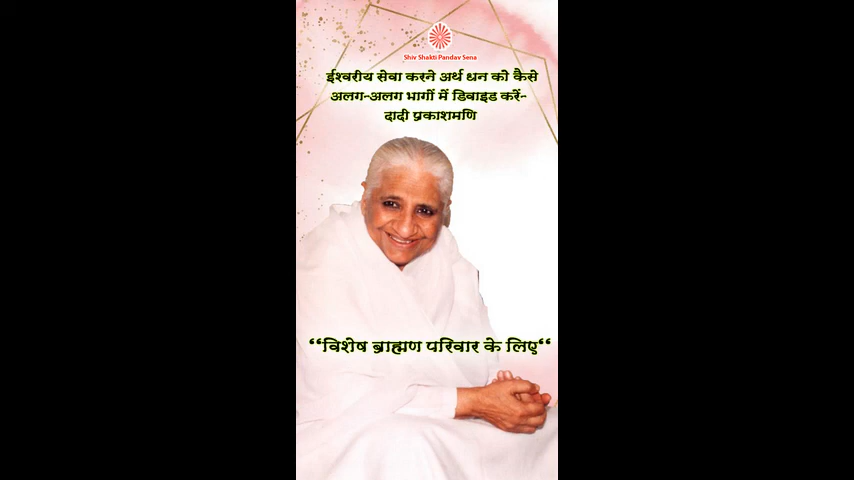 Shiv Shakti Pandav Sena
ईश्वरीय सेवा करने अर्थ धन को कैसे
अलग-अलग भागों में डिवाइड करें-
दादी प्रकाशमणि
“विशेष ब्राह्मण परिवार के लिए“